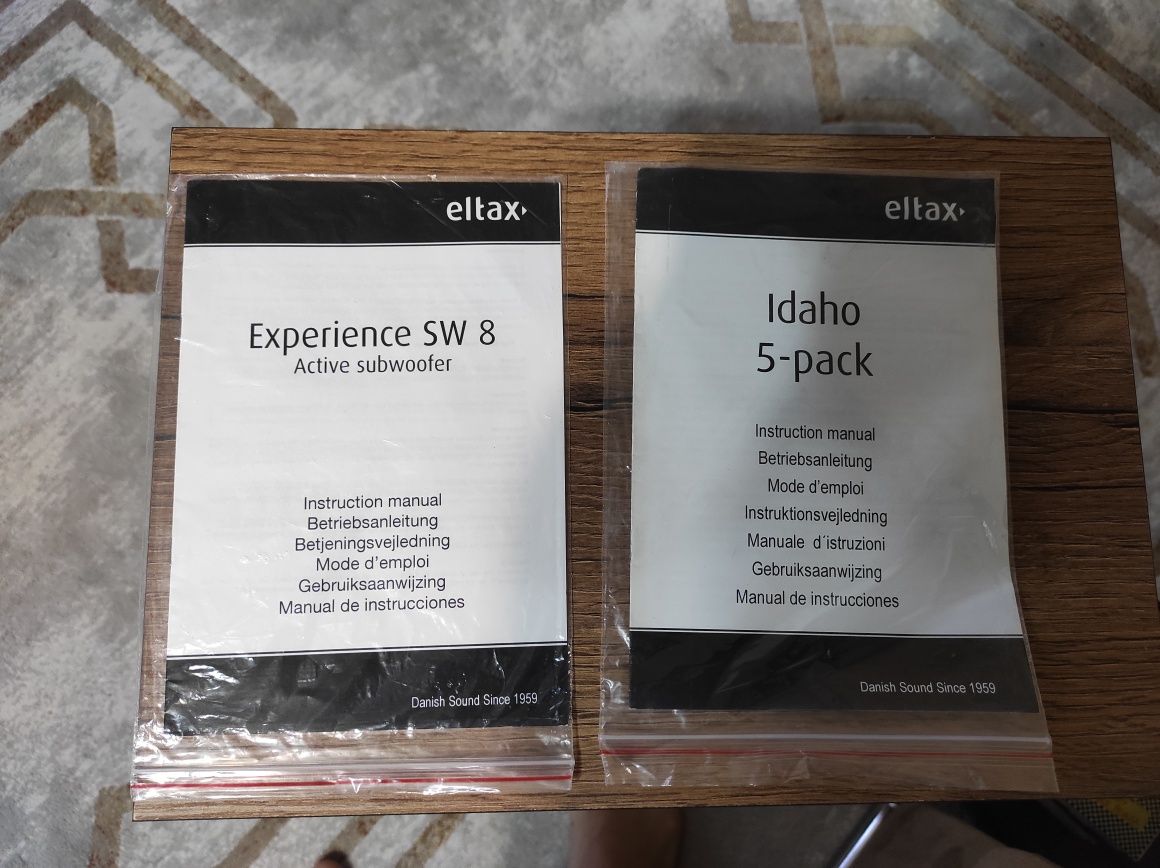 eltax
Experience SW 8
Active subwoofer
Instruction manual
Betriebsanleitung
Betjeningsvejledning
Mode d'emploi
Gebruiksaanwijzing
Manual de instrucciones
Danish Sound Since 1959
eltax
Idaho
5-pack
Instruction manual
Betriebsanleitung
Mode d'emploi
Instruktionsvejledning
Manuale d´istruzioni
Gebruiksaanwijzing
Manual de instrucciones
Danish Sound Since 1959